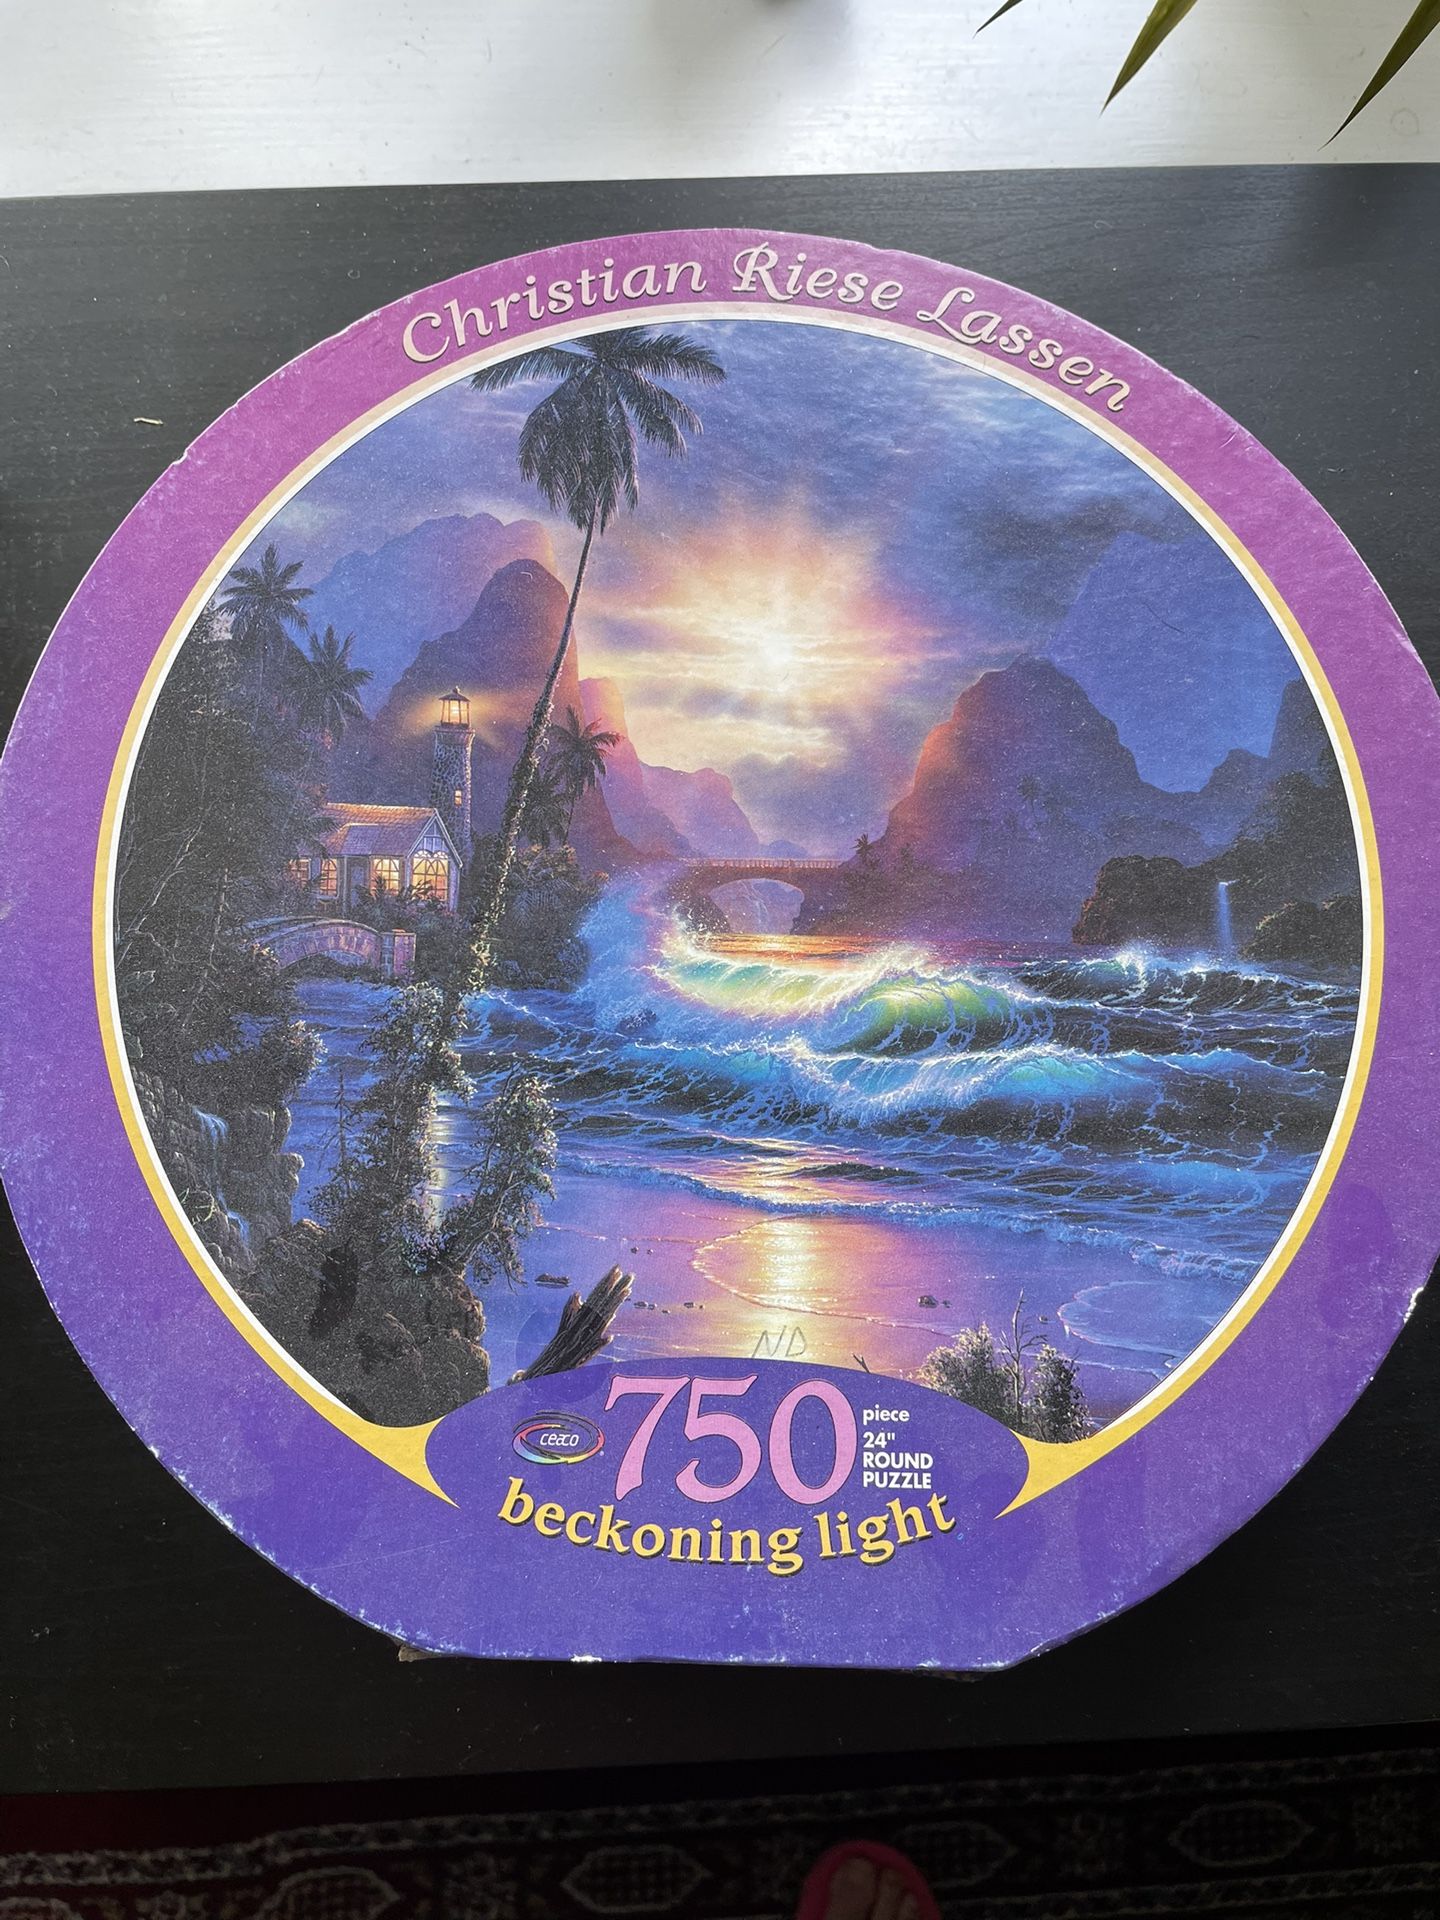 Christian Riese Lassen
ND
ceaco
750
piece
24"
ROUND
PUZZLE
beckoning light